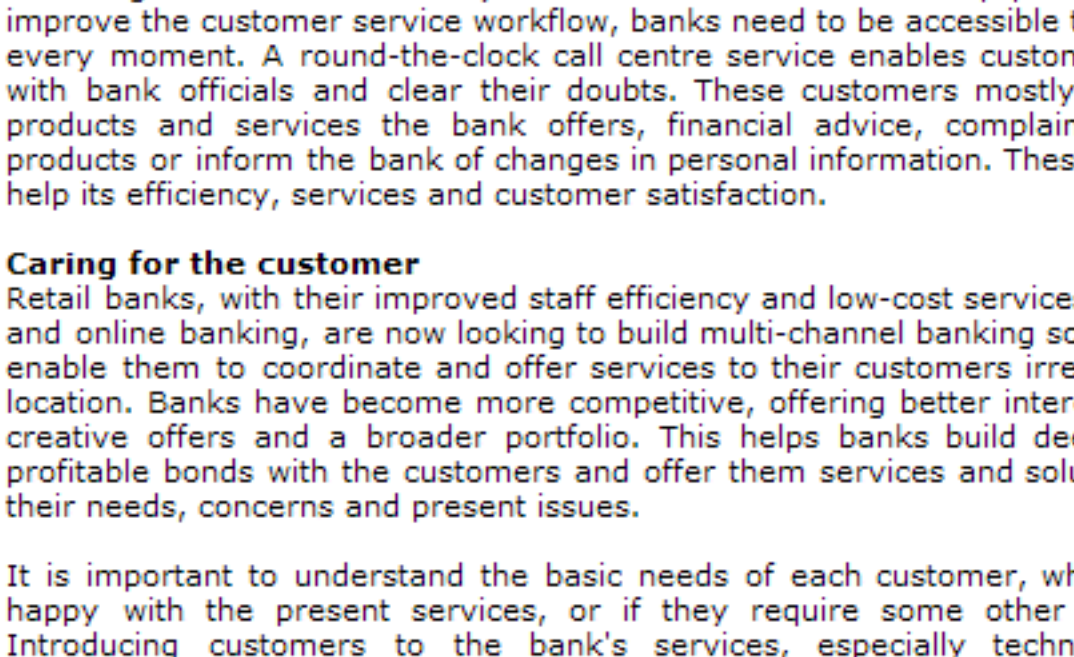 improve the customer service workflow, banks need to be accessible
every moment. A round-the-clock call centre service enables
with bank officials and clear their doubts. These customers mostly
products and services the bank offers, financial advice,
products or inform the bank of changes in personal information.
help its efficiency, services and customer satisfaction.
Caring for the customer
Retail banks, with their improved staff efficiency and low-cost
and online banking, are now looking to build multi-channel banking
enable them to coordinate and offer services to their customers
location. Banks have become more competitive, offering better
creative offers and a broader portfolio. This helps banks build
profitable bonds with the customers and offer them services and
their needs, concerns and present issues.
It is important to understand the basic needs of each customer,
happy with the present services, or if they require some other
Introducing customers to the bank's services, especially